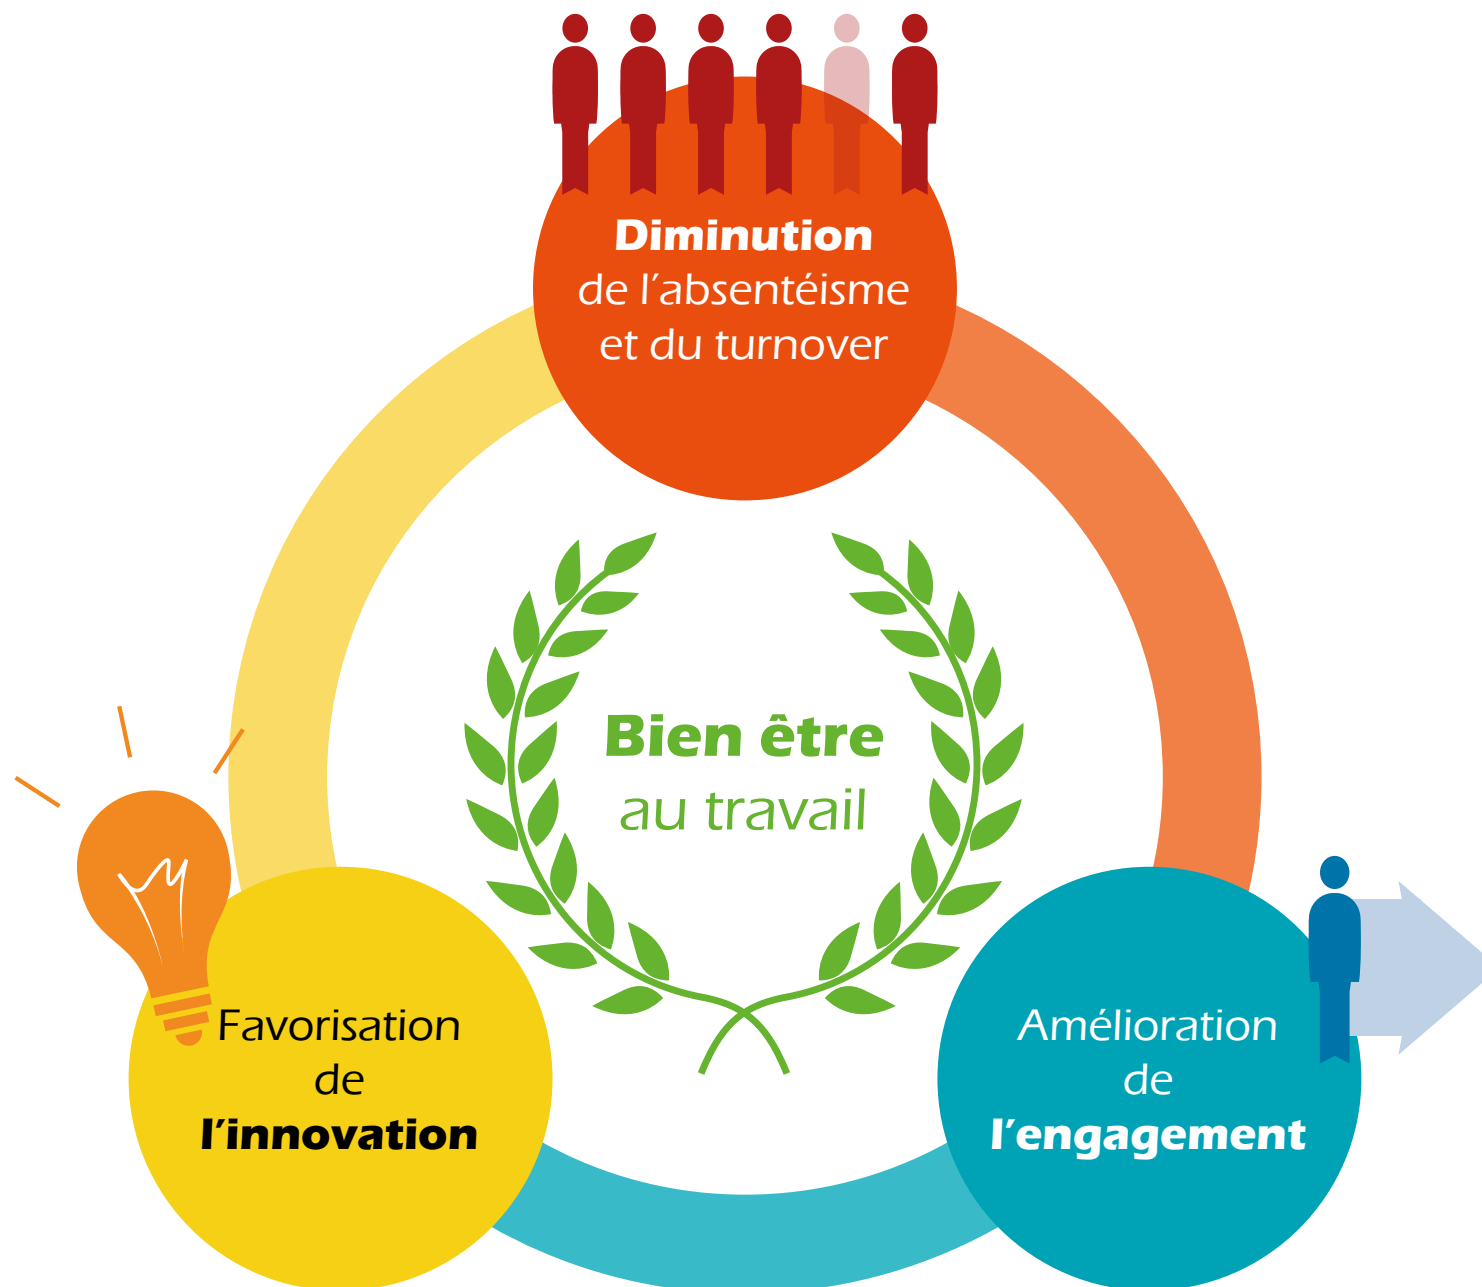 Diminution
de l'absentéisme
et du turnover
Bien être
au travail
Favorisation
de
l'innovation
Amélioration
de
l'engagement